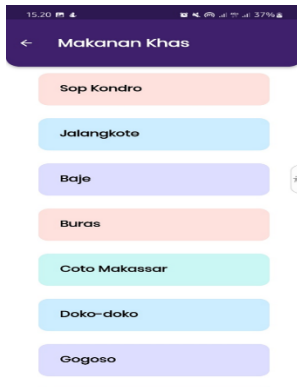 15.20
37%
Makanan Khas
Sop Kondro
Jalangkote
Baje
Buras
Coto Makassar
Doko-doko
Gogoso